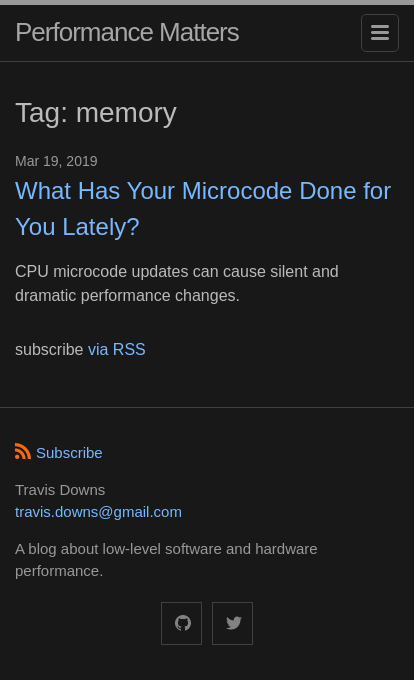 Performance Matters
Tag: memory
Mar 19, 2019
What Has Your Microcode Done for
You Lately?
CPU microcode updates can cause silent and
dramatic performance changes.
subscribe via RSS
Subscribe
Travis Downs
travis.downs@gmail.com
A blog about low-level software and hardware
performance.